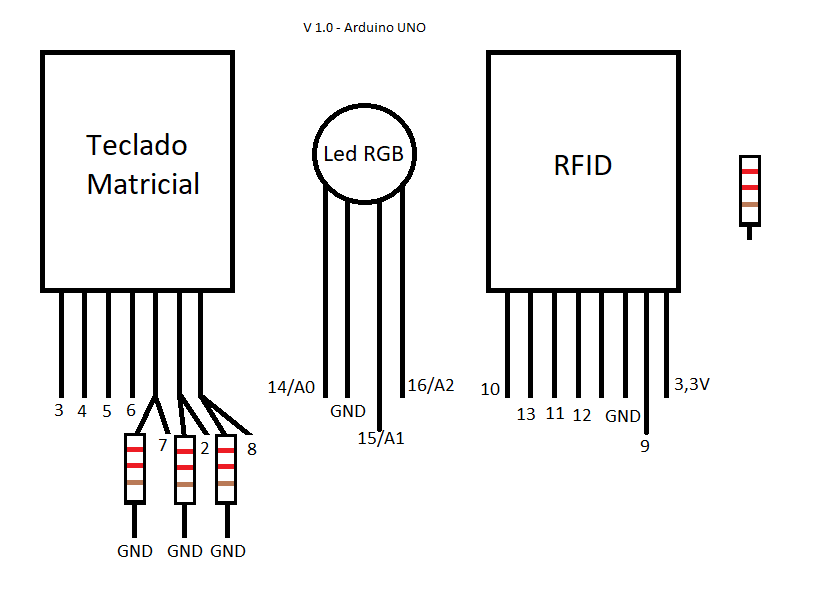 V 1.0 - Arduino UNO
Teclado
Matricial
Led RGB
RFID
3
4
5
6
7
2
8
GND
GND
GND
14/A0
GND
15/A1
16/A2
10
13
11
12
GND
9
3,3V